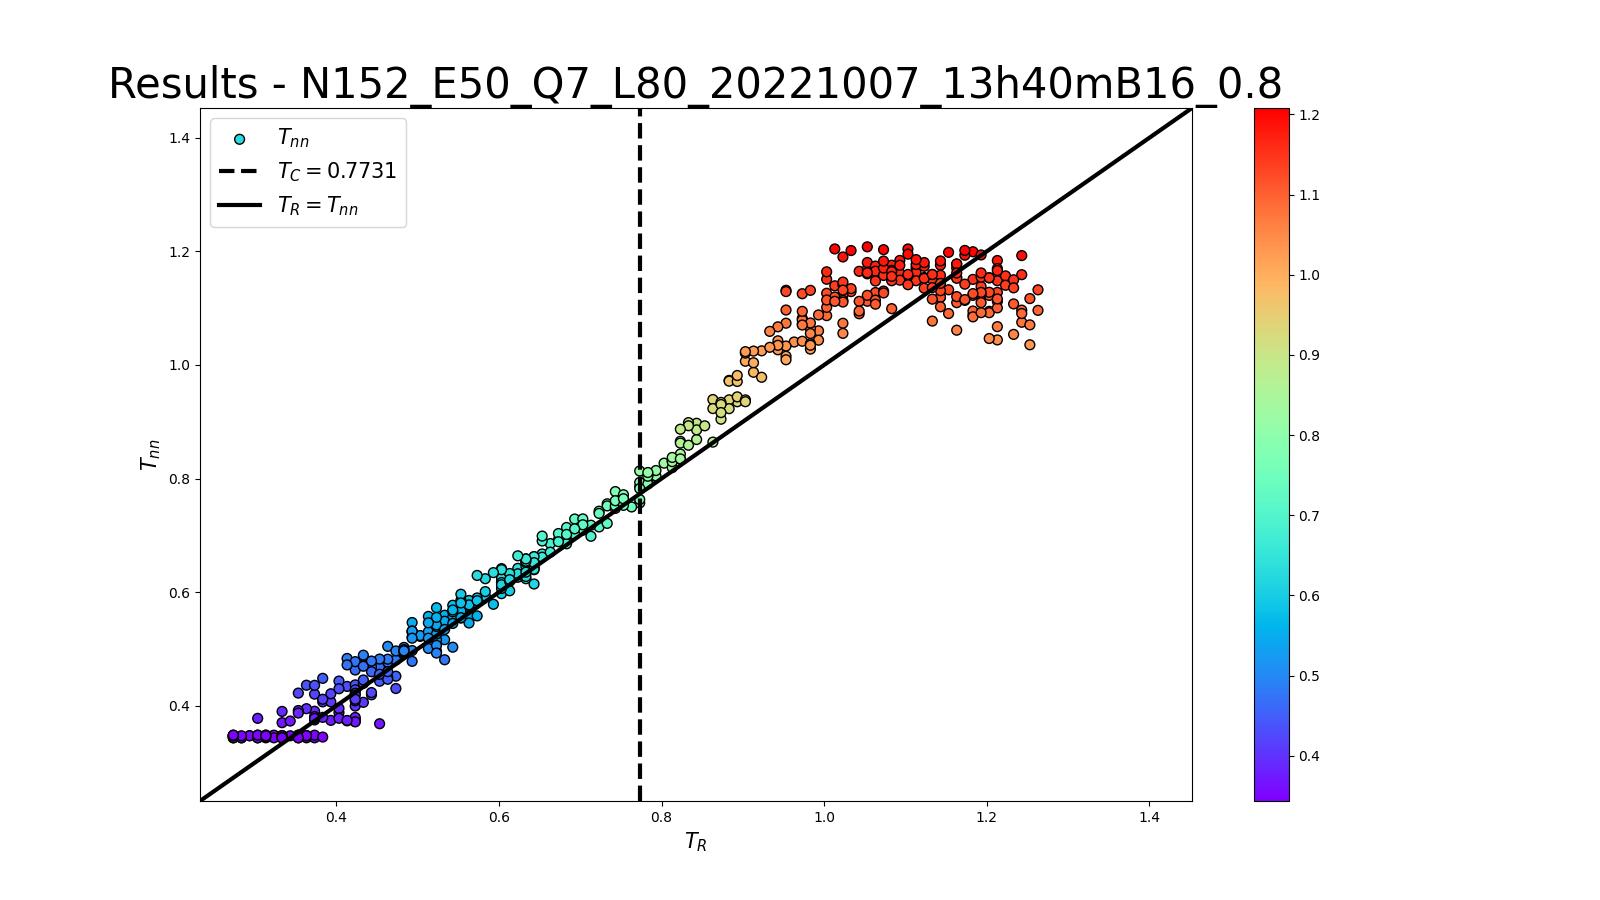 Results - N152_E50_Q7_L80_20221007_13h40mB16_0.8
T_nn
T_C = 0.7731
T_R = T_nn
1.4
1.2
1.0
0.8
0.6
0.4
T_nn
0.4 0.6 0.8 1.0 1.2 1.4
T_R
1.2
1.1
1.0
0.9
0.8
0.7
0.6
0.5
0.4